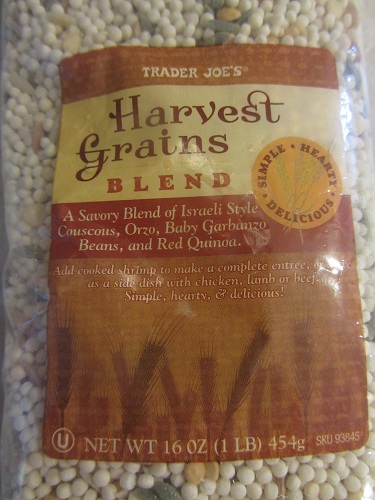 TRADER JOE'S®
Harvest
Grains
BLEND
SIMPLE • HEARTY • DELICIOUS •
A Savory Blend of Israeli Style
Couscous, Orzo, Baby Garbanzo
Beans, and Red Quinoa.
Add cooked shrimp to make a complete entree, or
as a side dish with chicken, lamb or beef.
Simple, hearty, & delicious!
U NET WT 16 OZ (1 LB) 454g SKU 93845